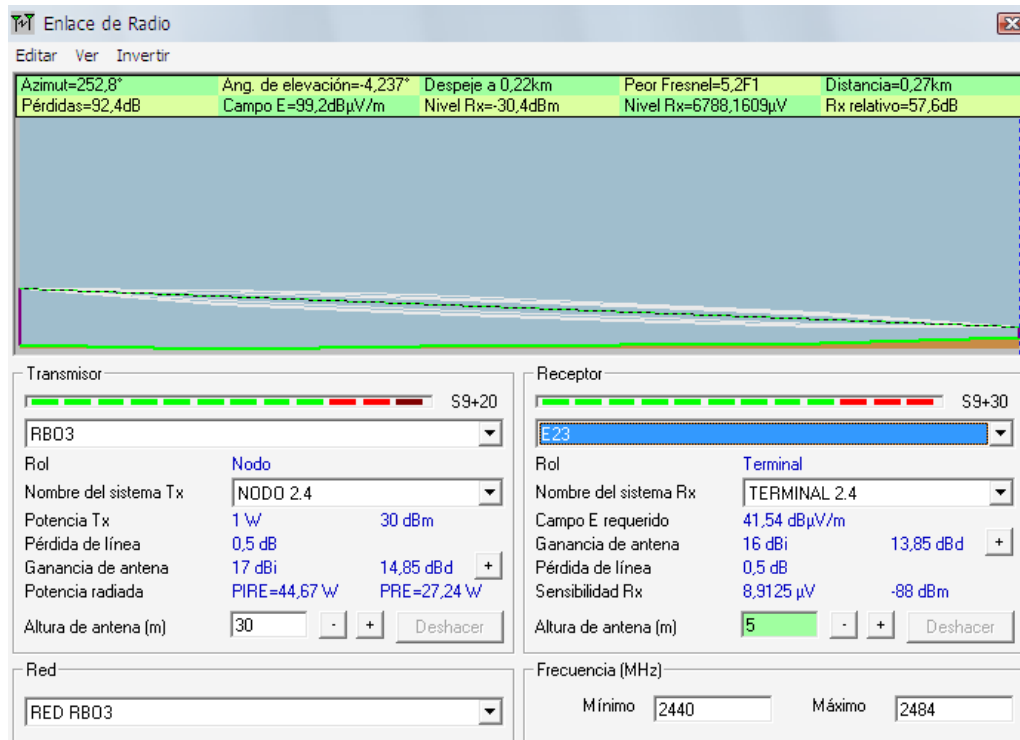 Enlace de Radio
Editar Ver Invertir
Azimut=252,8° Ang. de elevación=-4,237° Despeje a 0,22km Peor Fresnel=5,2F1 Distancia=0,27km
Pérdidas=92,4dB Campo E=99,2dBµV/m Nivel Rx=-30,4dBm Nivel Rx=6788,1609µV Rx relativo=57,6dB
Transmisor
S9+20
RBO3
Rol Nodo
Nombre del sistema Tx NODO 2.4
Potencia Tx 1 W 30 dBm
Pérdida de línea 0,5 dB
Ganancia de antena 17 dBi 14,85 dBd +
Potencia radiada PIRE=44,67 W PRE=27,24 W
Altura de antena (m) 30 - + Deshacer
Red
RED RBO3
Receptor
S9+30
E23
Rol Terminal
Nombre del sistema Rx TERMINAL 2.4
Campo E requerido 41,54 dBµV/m
Ganancia de antena 16 dBi 13,85 dBd +
Pérdida de línea 0,5 dB
Sensibilidad Rx 8,9125 µV -88 dBm
Altura de antena (m) 5 - + Deshacer
Frecuencia (MHz)
Mínimo 2440 Máximo 2484